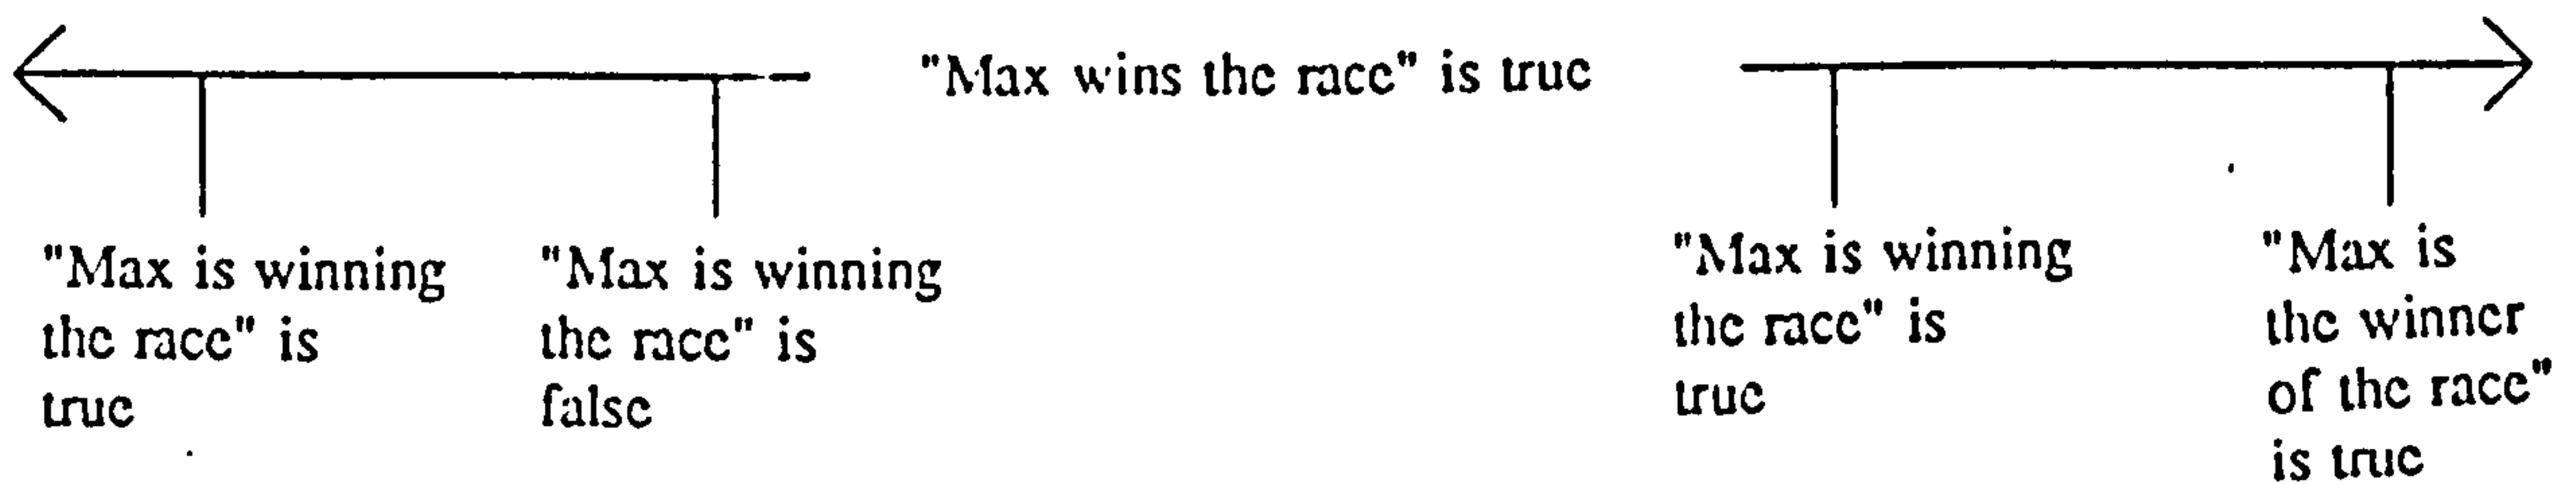 "Max wins the race" is true
"Max is winning
the race" is
true
"Max is winning
the race" is
false
"Max is winning
the race" is
true
"Max is
the winner
of the race"
is true